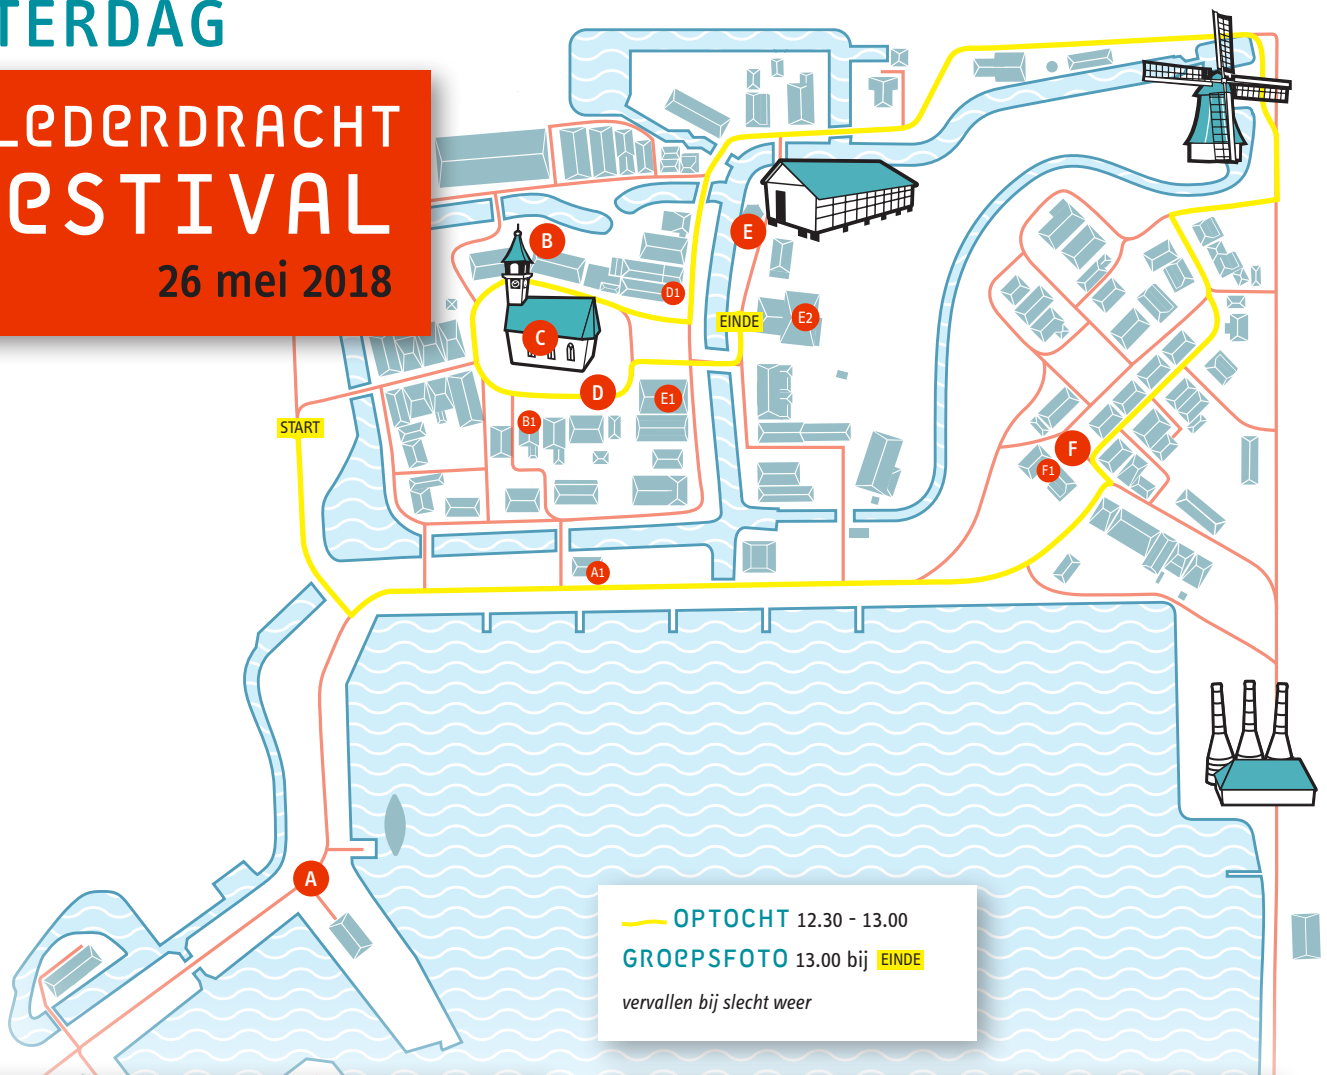 TERDAG
LEDERDRACHT
ESTIVAL
26 mei 2018
B
D1
E
E2
EINDE
C
D
E1
B1
START
F
F1
A1
A
OPTOCHT 12.30 - 13.00
GROEPSFOTO 13.00 bij EINDE
vervallen bij slecht weer